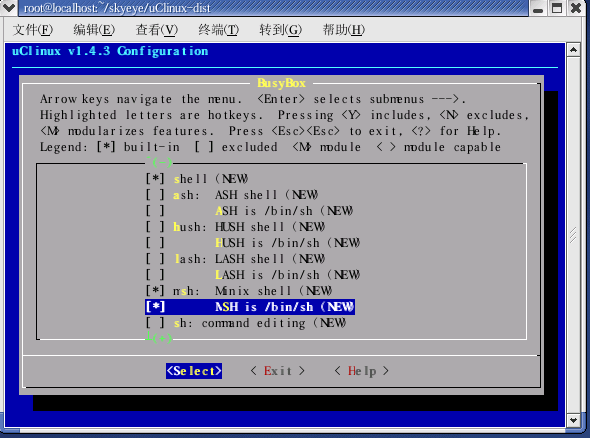 root@localhost:~/skyeye/uClinux-dist
文件(F) 编辑(E) 查看(V) 终端(T) 转到(G) 帮助(H)
uClinux v1.4.3 Configuration
BusyBox
Arrow keys navigate the menu. <Enter> selects submenus --->.
Highlighted letters are hotkeys. Pressing <Y> includes, <N> excludes,
<M> modularizes features. Press <Esc><Esc> to exit, <?> for Help.
Legend: [*] built-in [ ] excluded <M> module < > module capable
^(-)
[*] shell (NEW)
[ ] ash: ASH shell (NEW)
[ ] ASH is /bin/sh (NEW)
[ ] hush: HUSH shell (NEW)
[ ] HUSH is /bin/sh (NEW)
[ ] lash: LASH shell (NEW)
[ ] LASH is /bin/sh (NEW)
[*] msh: Minix shell (NEW)
[*] MSH is /bin/sh (NEW)
[ ] sh: command editing (NEW)
(+)
<Select> < Exit > < Help >